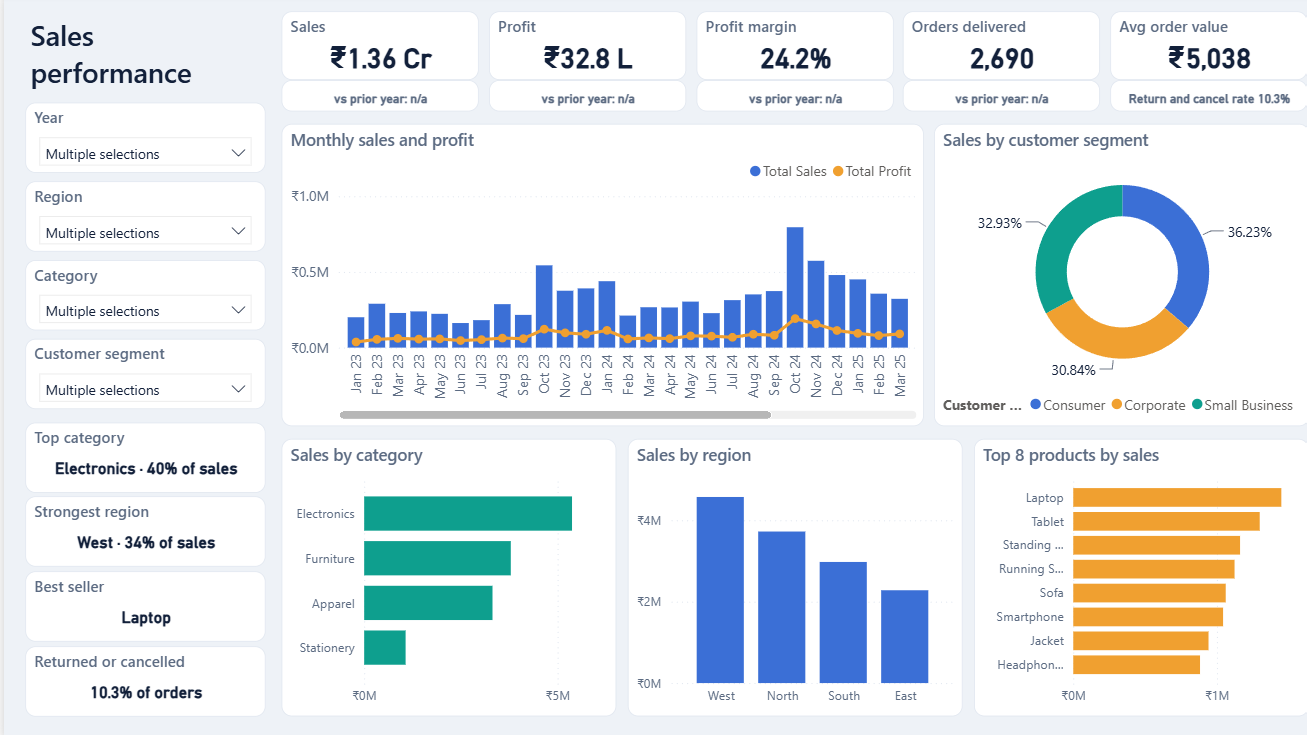 Sales
performance
Year
Multiple selections
Region
Multiple selections
Category
Multiple selections
Customer segment
Multiple selections
Top category
Electronics · 40% of sales
Strongest region
West · 34% of sales
Best seller
Laptop
Returned or cancelled
10.3% of orders
Sales
₹1.36 Cr
vs prior year: n/a
Profit
₹32.8 L
vs prior year: n/a
Profit margin
24.2%
vs prior year: n/a
Orders delivered
2,690
vs prior year: n/a
Avg order value
₹5,038
Return and cancel rate 10.3%
Monthly sales and profit
Total Sales Total Profit
₹1.0M
₹0.5M
₹0.0M
Jan 23
Feb 23
Mar 23
Apr 23
May 23
Jun 23
Jul 23
Aug 23
Sep 23
Oct 23
Nov 23
Dec 23
Jan 24
Feb 24
Mar 24
Apr 24
May 24
Jun 24
Jul 24
Aug 24
Sep 24
Oct 24
Nov 24
Dec 24
Jan 25
Feb 25
Mar 25
Sales by customer segment
32.93%
36.23%
30.84%
Customer ... Consumer Corporate Small Business
Sales by category
Electronics
Furniture
Apparel
Stationery
₹0M ₹5M
Sales by region
₹4M
₹2M
₹0M
West North South East
Top 8 products by sales
Laptop
Tablet
Standing ...
Running S...
Sofa
Smartphone
Jacket
Headphon...
₹0M ₹1M